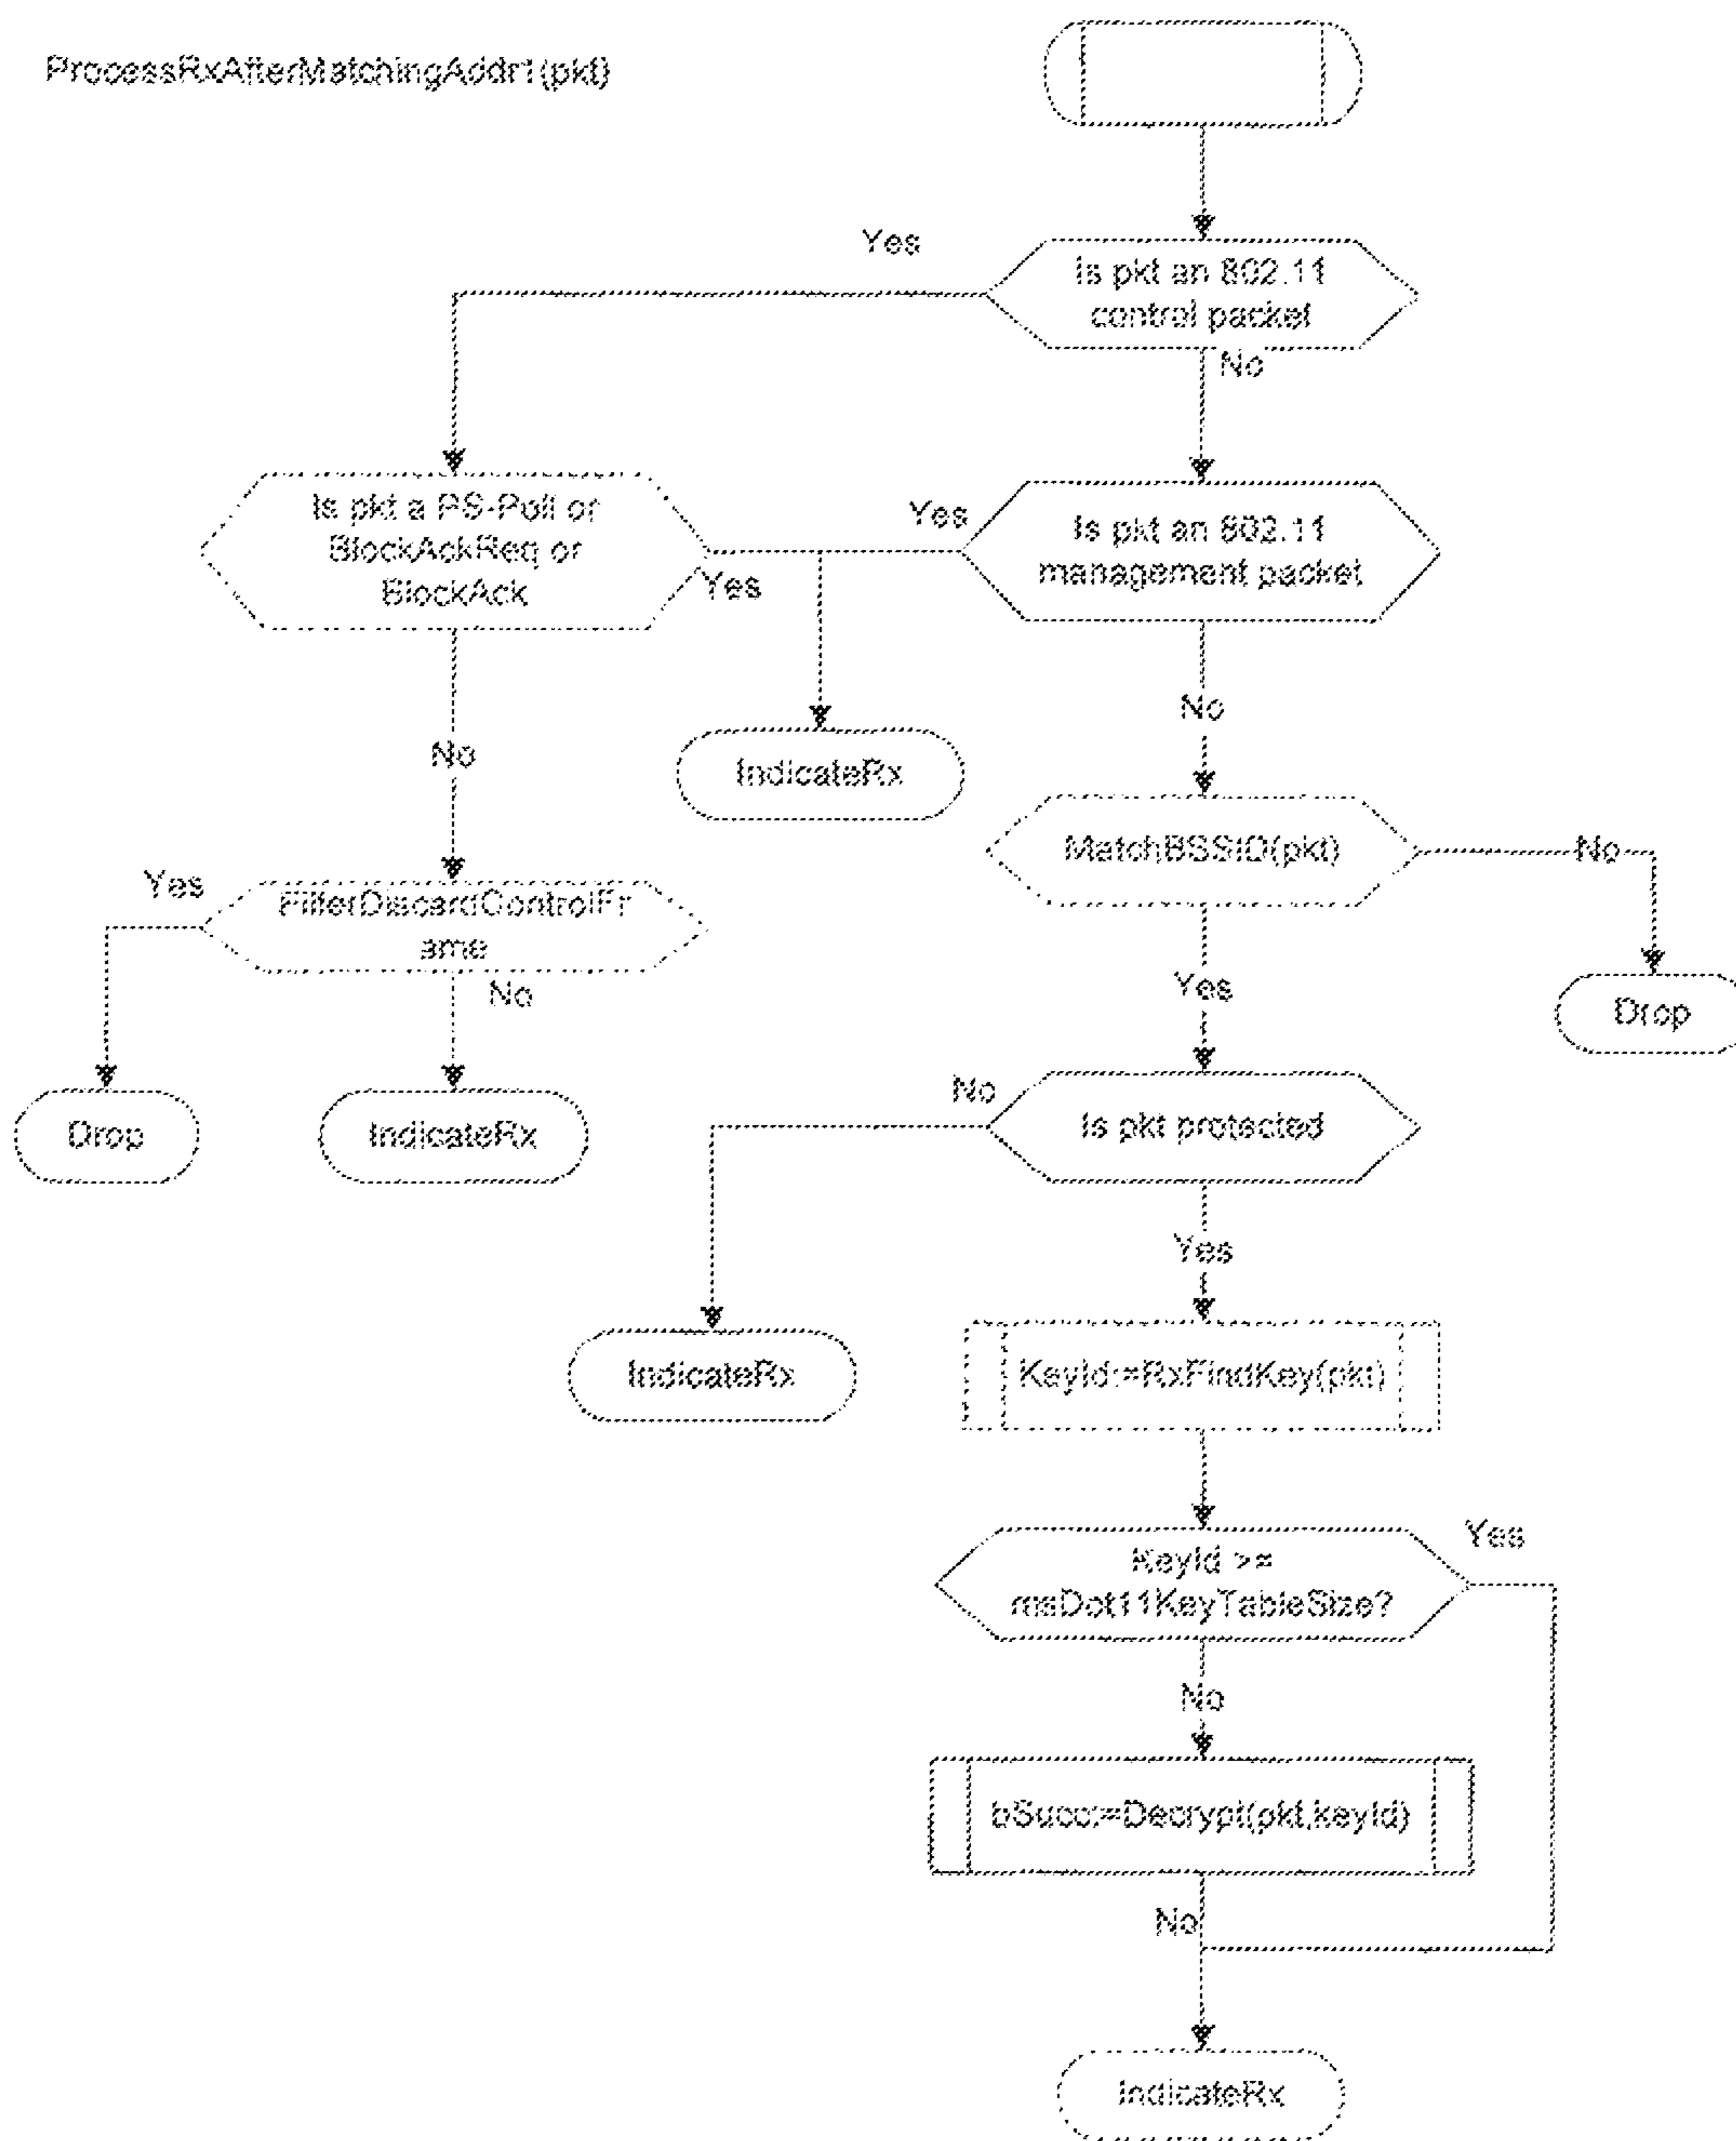 ProcessRxAfterMatchingAddr1(pkt)
Yes
Is pkt an 802.11
control packet
No
Is pkt a PS-Poll or
BlockAckReq or
BlockAck
Yes
Yes
Is pkt an 802.11
management packet
No
No
IndicateRx
MatchBSSID(pkt)
No
Yes
FilterDiscardControlFr
ame
No
Yes
Drop
Drop
IndicateRx
No
Is pkt protected
Yes
IndicateRx
KeyId:=RxFindKey(pkt)
KeyId >=
msDot11KeyTableSize?
Yes
No
bSucc:=Decrypt(pkt,keyId)
No
IndicateRx